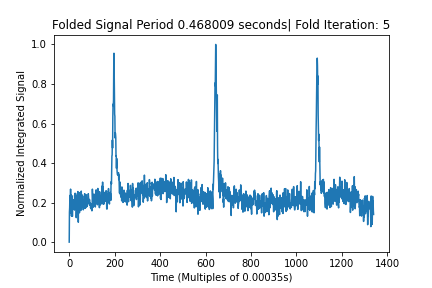 Folded Signal Period 0.468009 seconds| Fold Iteration: 5
Normalized Integrated Signal
1.0
0.8
0.6
0.4
0.2
0.0
0 200 400 600 800 1000 1200 1400
Time (Multiples of 0.00035s)